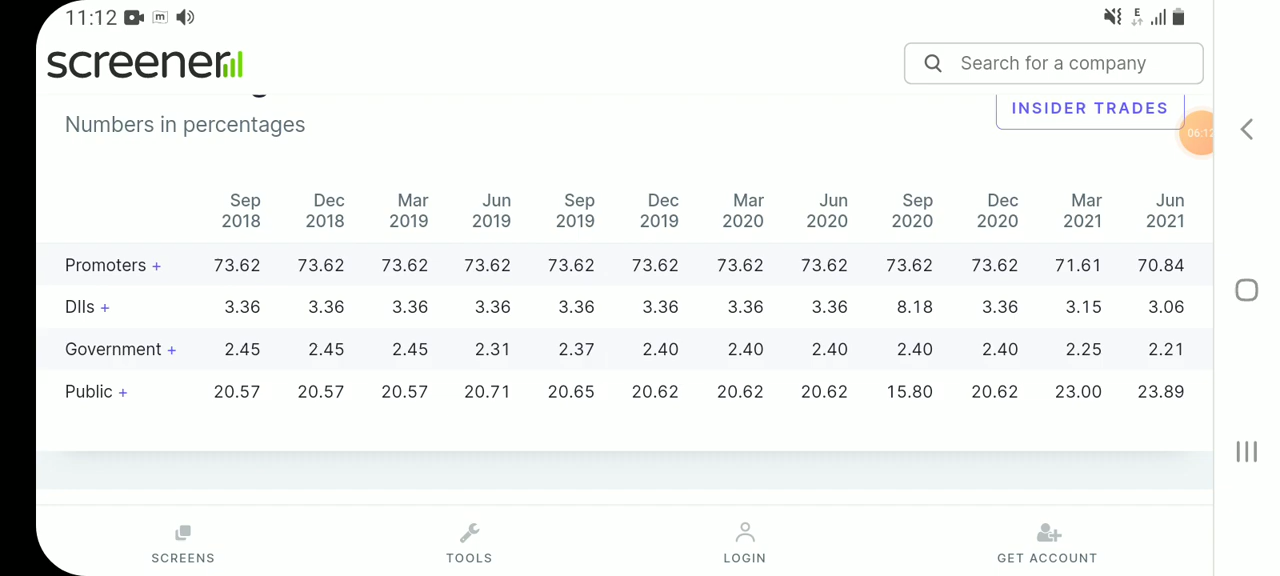 11:12 m E
screener
Search for a company
Numbers in percentages
INSIDER TRADES
06:12
Sep 2018 Dec 2018 Mar 2019 Jun 2019 Sep 2019 Dec 2019 Mar 2020 Jun 2020 Sep 2020 Dec 2020 Mar 2021 Jun 2021
Promoters + 73.62 73.62 73.62 73.62 73.62 73.62 73.62 73.62 73.62 73.62 71.61 70.84
DIIs + 3.36 3.36 3.36 3.36 3.36 3.36 3.36 3.36 8.18 3.36 3.15 3.06
Government + 2.45 2.45 2.45 2.31 2.37 2.40 2.40 2.40 2.40 2.40 2.25 2.21
Public + 20.57 20.57 20.57 20.71 20.65 20.62 20.62 20.62 15.80 20.62 23.00 23.89
SCREENS TOOLS LOGIN GET ACCOUNT